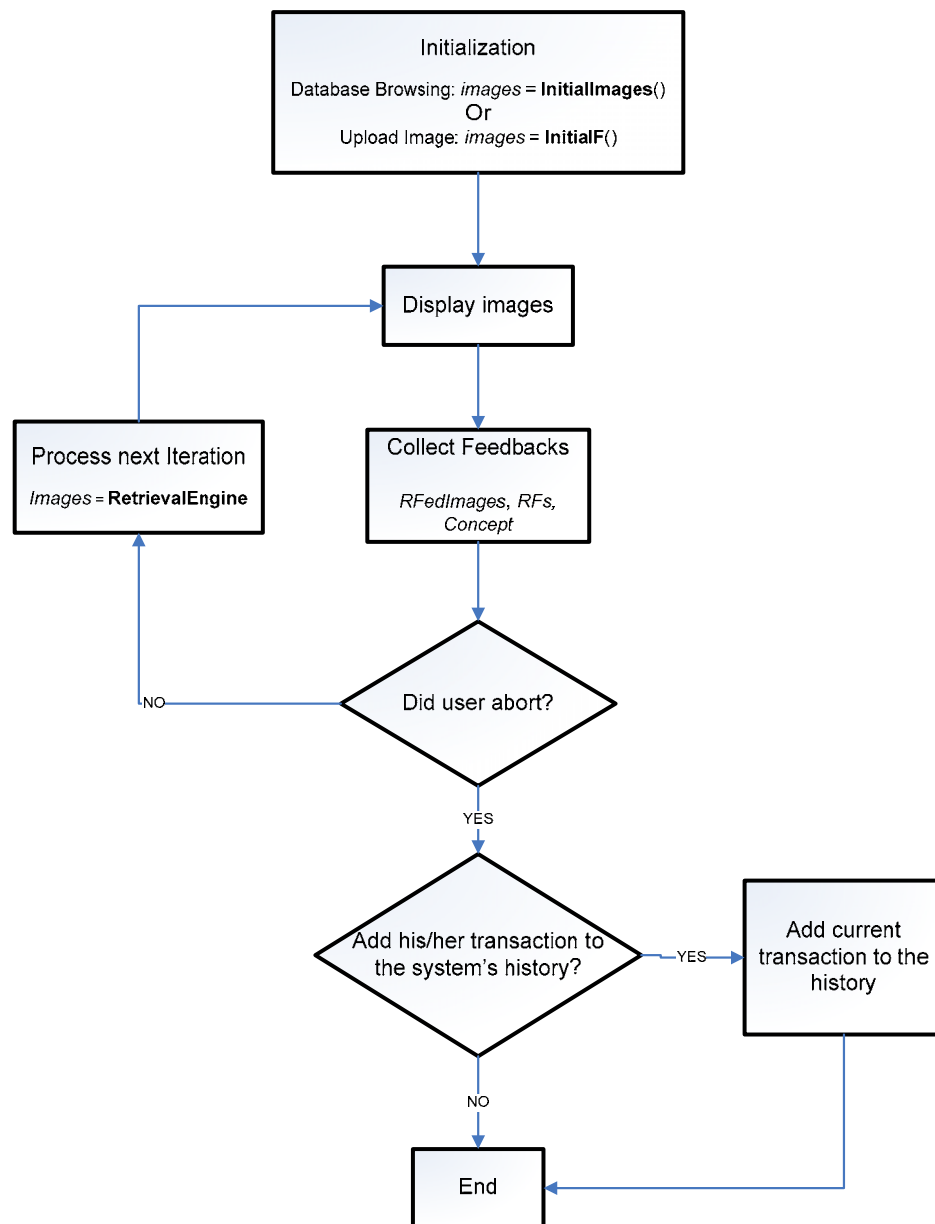 Initialization
Database Browsing: images = InitialImages()
Or
Upload Image: images = InitialF()
Display images
Process next Iteration
Images = RetrievalEngine
Collect Feedbacks
RFedImages, RFs,
Concept
Did user abort?
NO
YES
Add his/her transaction to
the system's history?
YES
Add current
transaction to the
history
NO
End